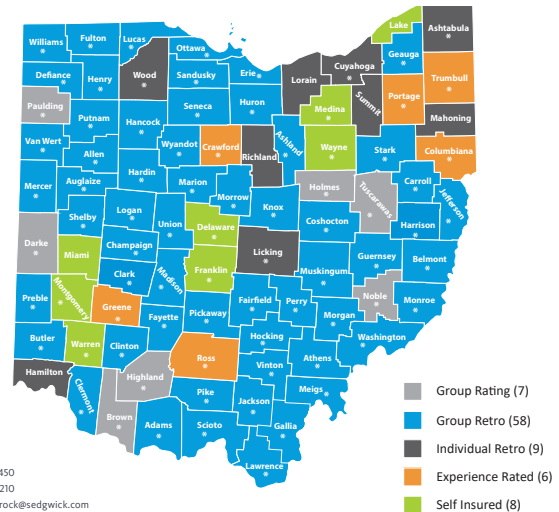 Lake
Ashtabula
*
Williams
*
Fulton
*
Lucas
*
Ottawa
*
Geauga
*
Cuyahoga
Wood
*
Sandusky
*
Erie*
Lorain
Trumbull
*
Defiance
*
Henry
*
Portage
*
Summit
Seneca
*
Huron
*
Medina
*
Paulding
*
Putnam
*
Hancock
*
Mahoning
Van Wert
*
Allen
*
Wyandot
*
Crawford
*
Richland
*
Ashland
*
Wayne
*
Stark
*
Columbiana
*
Hardin
*
Marion
*
Mercer
*
Auglaize
*
Holmes
*
Tuscarawas
*
Carroll
*
Jefferson
*
Morrow
*
Knox
*
Logan
*
Shelby
*
Union
*
Coshocton
*
Harrison
*
Delaware
*
Darke
*
Champaign
*
Licking
*
Miami
Guernsey
*
Belmont
*
Franklin
*
Muskingum
*
Clark
*
Madison
*
Montgomery
*
Preble
*
Greene
*
Fairfield
*
Perry
*
Noble
*
Monroe
*
Pickaway
*
Fayette
*
Morgan
*
Washington
*
Butler
*
Warren
*
Clinton
*
Hocking
*
Athens
*
Ross
*
Vinton
*
Hamilton
*
Clermont
*
Highland
*
Meigs
*
Pike
*
Jackson
*
Brown
*
Adams
*
Scioto
*
Gallia
*
Lawrence
*
Group Rating (7)
Group Retro (58)
Individual Retro (9)
Experience Rated (6)
Self Insured (8)
450
210
rock@sedgwick.com